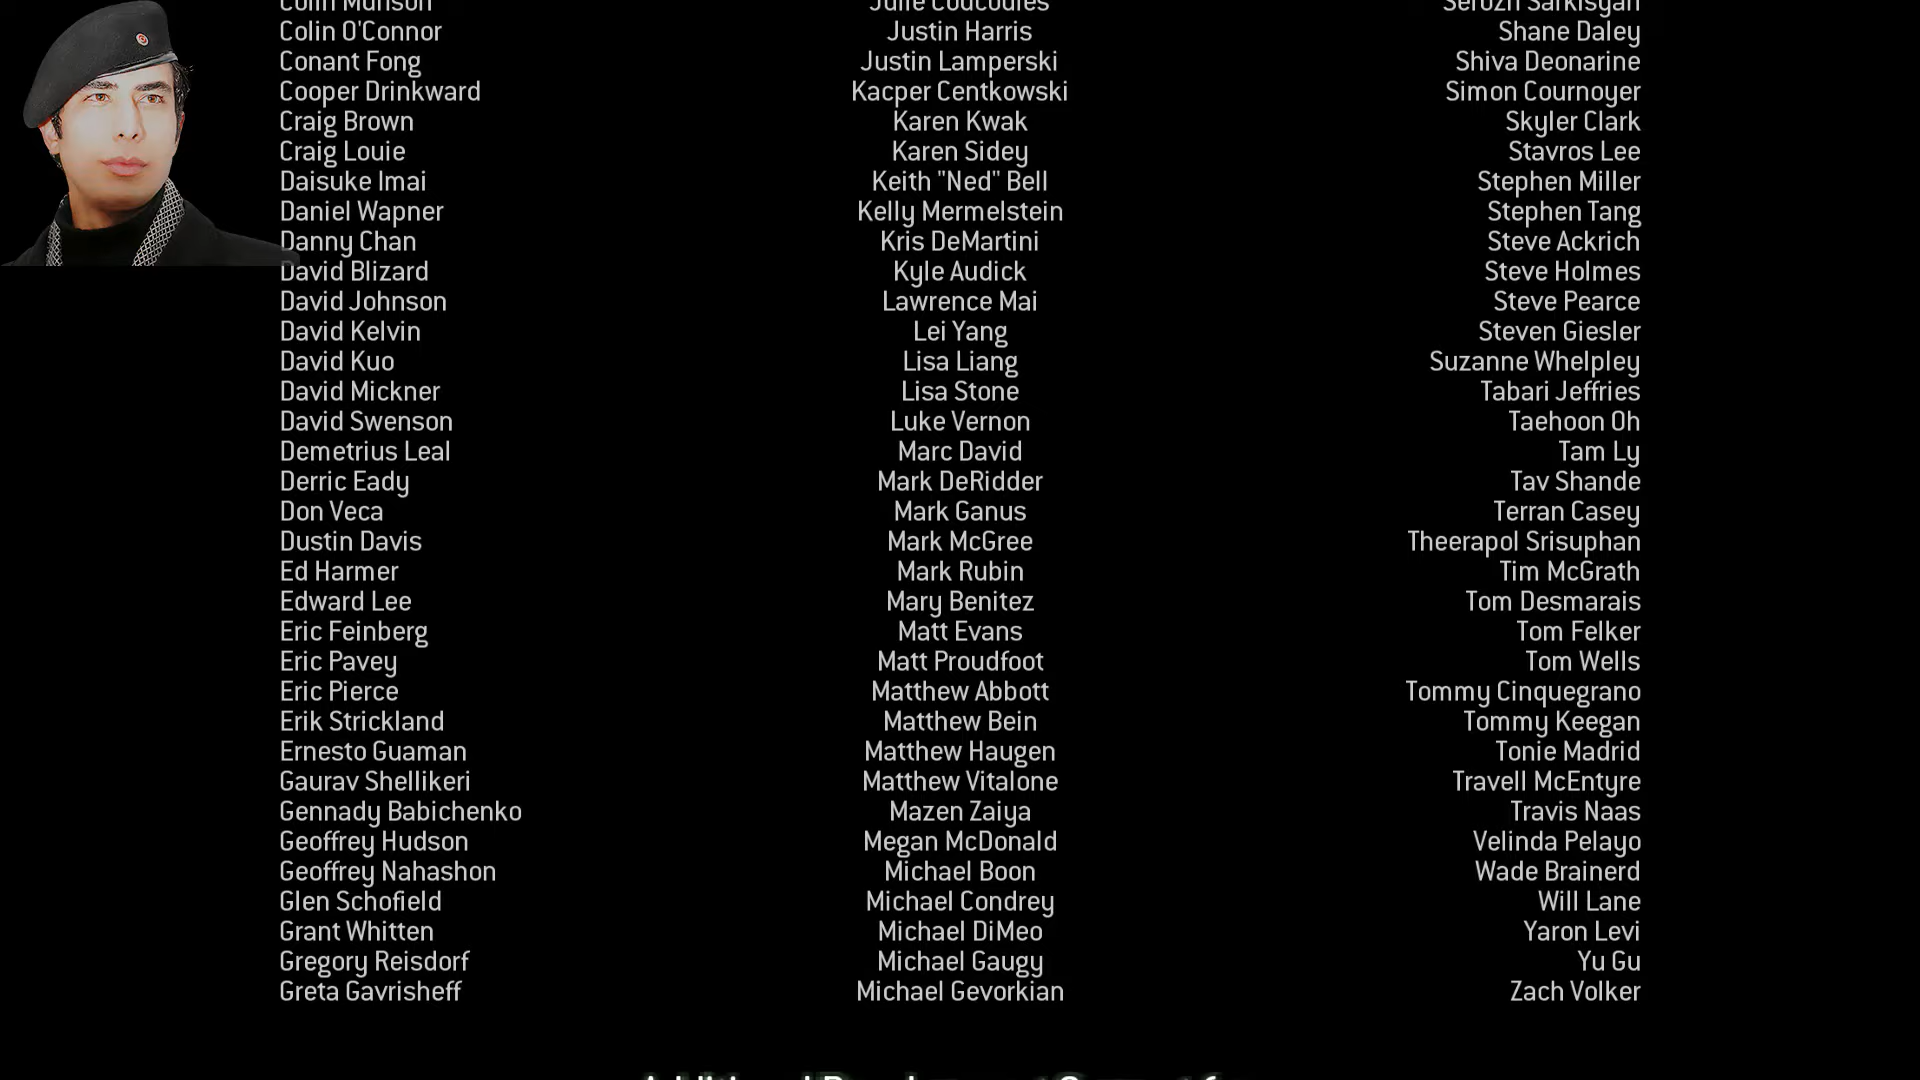 Colin Munson
Colin O'Connor
Conant Fong
Cooper Drinkward
Craig Brown
Craig Louie
Daisuke Imai
Daniel Wapner
Danny Chan
David Blizard
David Johnson
David Kelvin
David Kuo
David Mickner
David Swenson
Demetrius Leal
Derric Eady
Don Veca
Dustin Davis
Ed Harmer
Edward Lee
Eric Feinberg
Eric Pavey
Eric Pierce
Erik Strickland
Ernesto Guaman
Gaurav Shellikeri
Gennady Babichenko
Geoffrey Hudson
Geoffrey Nahashon
Glen Schofield
Grant Whitten
Gregory Reisdorf
Greta Gavrisheff
Julie
Justin Harris
Justin Lamperski
Kacper Centkowski
Karen Kwak
Karen Sidey
Keith "Ned" Bell
Kelly Mermelstein
Kris DeMartini
Kyle Audick
Lawrence Mai
Lei Yang
Lisa Liang
Lisa Stone
Luke Vernon
Marc David
Mark DeRidder
Mark Ganus
Mark McGree
Mark Rubin
Mary Benitez
Matt Evans
Matt Proudfoot
Matthew Abbott
Matthew Bein
Matthew Haugen
Matthew Vitalone
Mazen Zaiya
Megan McDonald
Michael Boon
Michael Condrey
Michael DiMeo
Michael Gaugy
Michael Gevorkian
Serozh Sarkisyan
Shane Daley
Shiva Deonarine
Simon Cournoyer
Skyler Clark
Stavros Lee
Stephen Miller
Stephen Tang
Steve Ackrich
Steve Holmes
Steve Pearce
Steven Giesler
Suzanne Whelpley
Tabari Jeffries
Taehoon Oh
Tam Ly
Tav Shande
Terran Casey
Theerapol Srisuphan
Tim McGrath
Tom Desmarais
Tom Felker
Tom Wells
Tommy Cinquegrano
Tommy Keegan
Tonie Madrid
Travell McEntyre
Travis Naas
Velinda Pelayo
Wade Brainerd
Will Lane
Yaron Levi
Yu Gu
Zach Volker